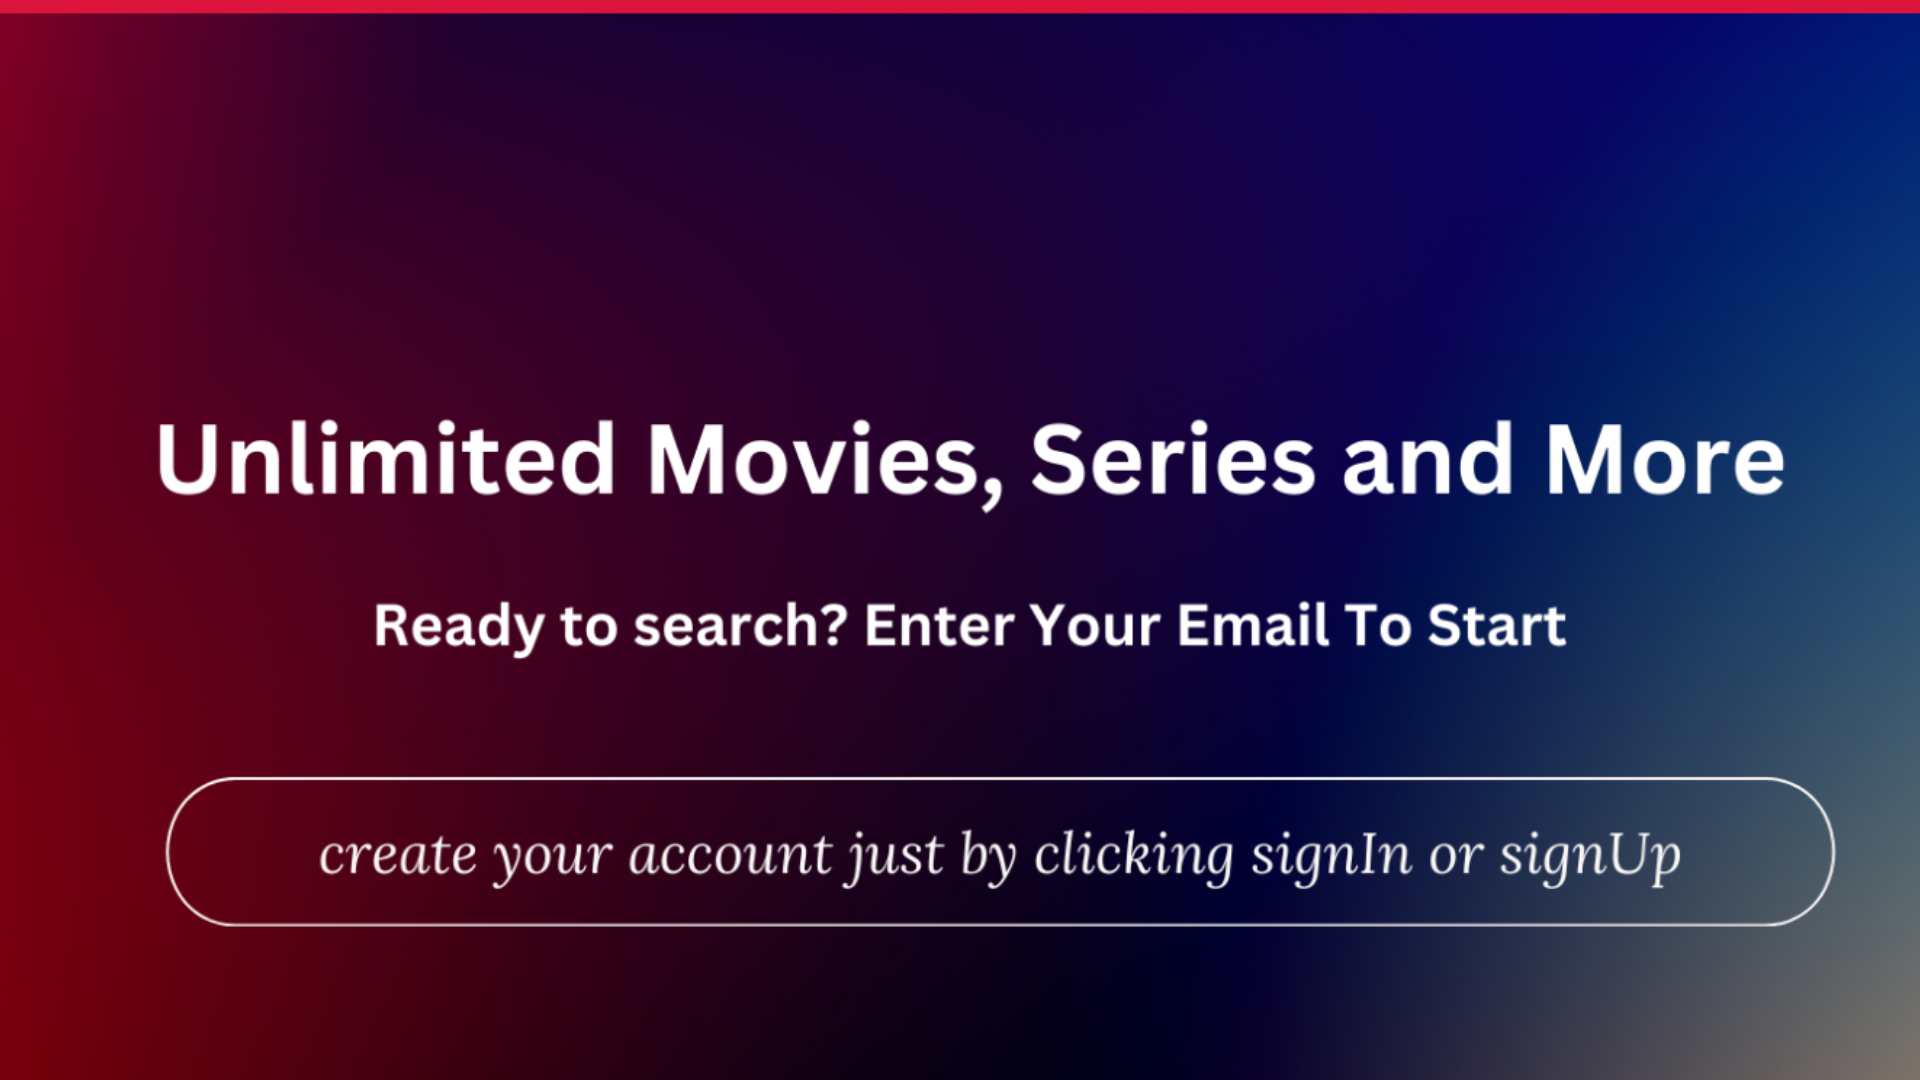 Unlimited Movies, Series and More
Ready to search? Enter Your Email To Start
create your account just by clicking signIn or signUp